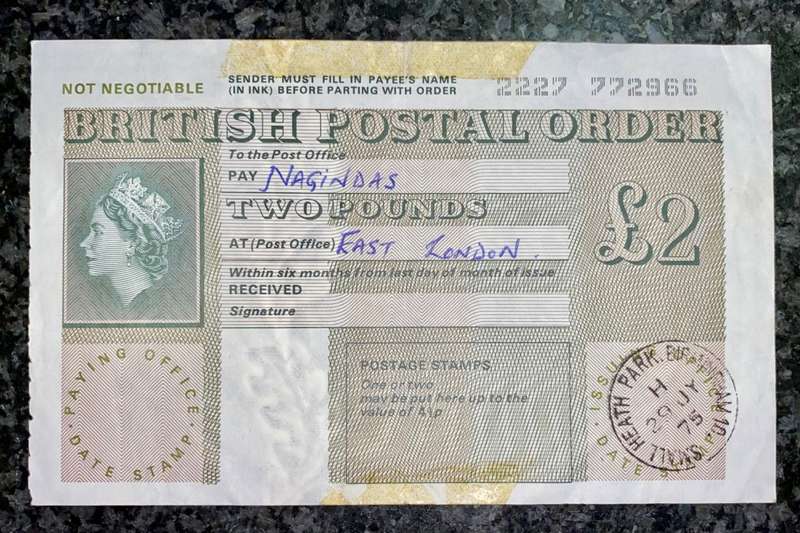 NOT NEGOTIABLE
SENDER MUST FILL IN PAYEE'S NAME
(IN INK) BEFORE PARTING WITH ORDER
2227 772966
BRITISH POSTAL ORDER
To the Post Office
PAY NAGINDAS
TWO POUNDS
£2
AT (Post Office) EAST LONDON.
Within six months from last day of month of issue
RECEIVED
Signature
PAYING OFFICE
DATE STAMP
POSTAGE STAMPS
One or two
may be put here up to the
value of 4½p
ISSUING OFFICE
DATE STAMP
SMALL HEATH PARK, BIRMINGHAM 10
H
29 JY
75